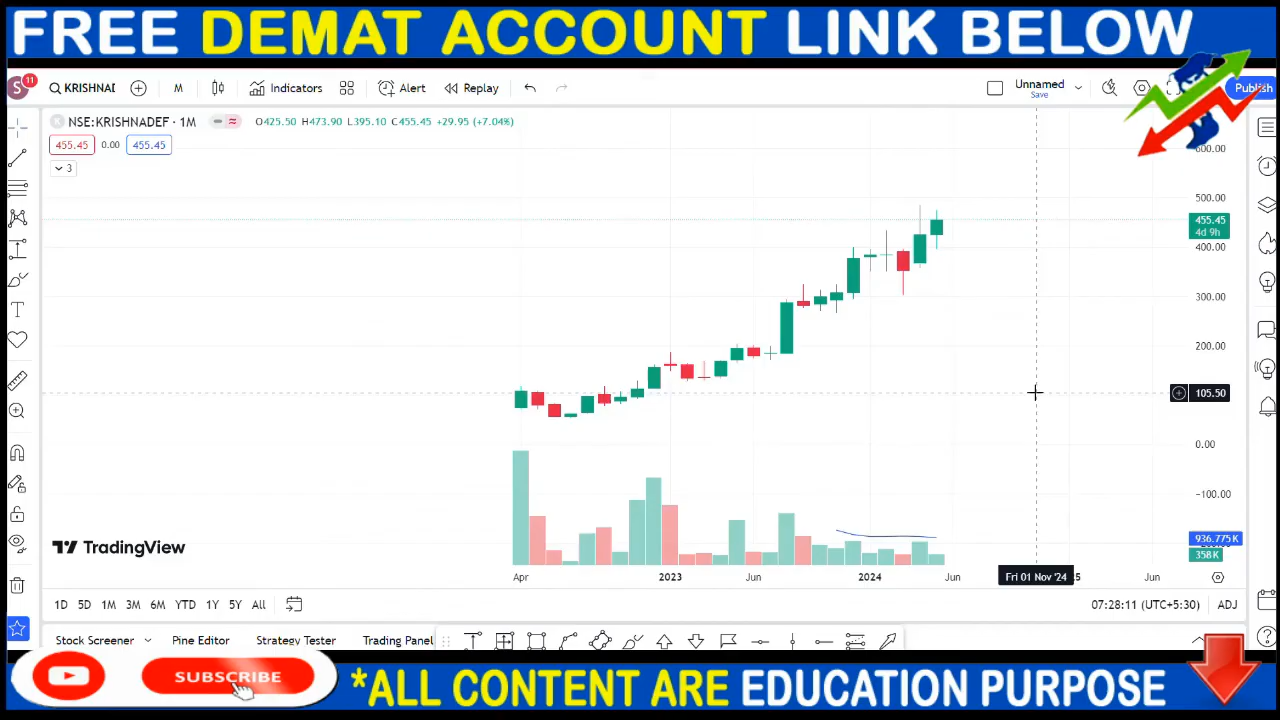 FREE DEMAT ACCOUNT LINK BELOW
S 11 KRISHNAI M Indicators Alert Replay Unnamed Save Publish
K NSE:KRISHNADEF · 1M O425.50 H473.90 L395.10 C455.45 +29.95 (+7.04%)
455.45 0.00 455.45
3
600.00
500.00
455.45
4d 9h
400.00
300.00
200.00
105.50
0.00
-100.00
936.775K
358K
TradingView
Apr 2023 Jun 2024 Jun Fri 01 Nov '24 Jun
1D 5D 1M 3M 6M YTD 1Y 5Y All 07:28:11 (UTC+5:30) ADJ
Stock Screener Pine Editor Strategy Tester Trading Panel
SUBSCRIBE *ALL CONTENT ARE EDUCATION PURPOSE